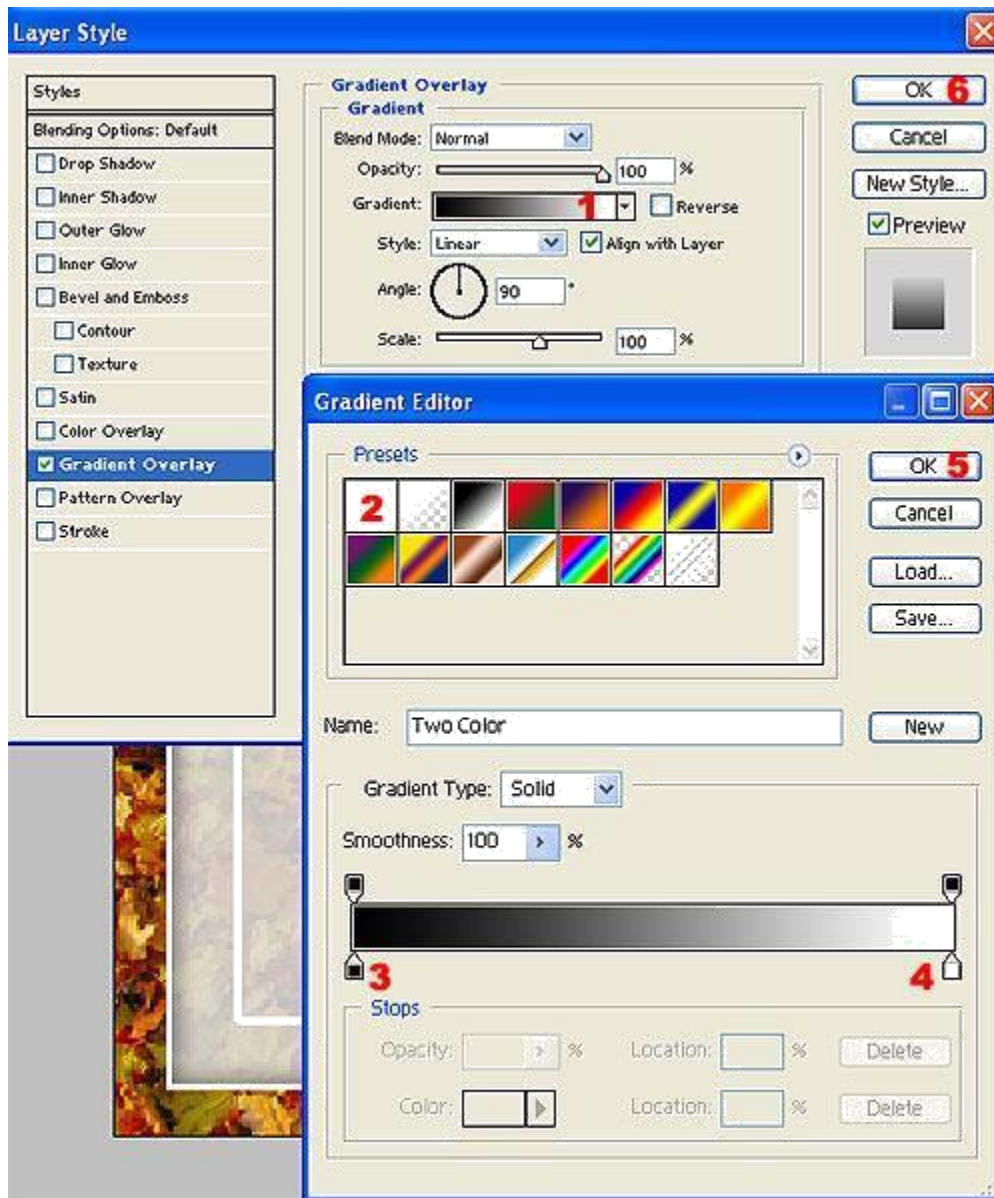 Layer Style
Styles
Blending Options: Default
Drop Shadow
Inner Shadow
Outer Glow
Inner Glow
Bevel and Emboss
Contour
Texture
Satin
Color Overlay
Gradient Overlay
Pattern Overlay
Stroke
Gradient Overlay
Gradient
Blend Mode: Normal
Opacity: 100 %
Gradient: 1 Reverse
Style: Linear Align with Layer
Angle: 90 °
Scale: 100 %
OK 6
Cancel
New Style...
Preview
Gradient Editor
Presets
2
OK 5
Cancel
Load...
Save...
Name: Two Color
New
Gradient Type: Solid
Smoothness: 100 %
3
4
Stops
Opacity: % Location: % Delete
Color: Location: % Delete